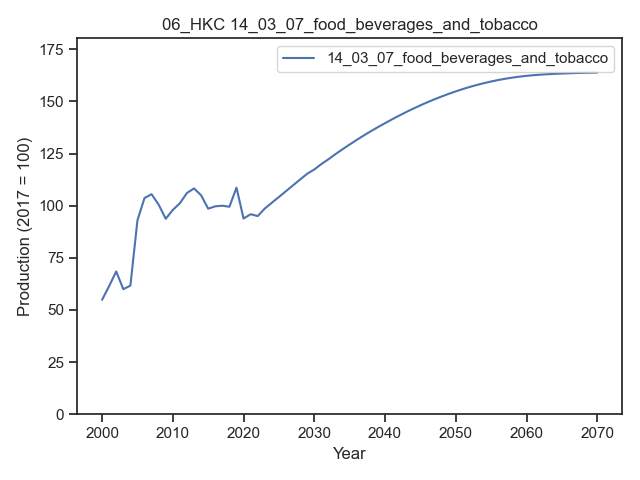 06_HKC 14_03_07_food_beverages_and_tobacco
14_03_07_food_beverages_and_tobacco
Production (2017 = 100)
175
150
125
100
75
50
25
0
2000 2010 2020 2030 2040 2050 2060 2070
Year